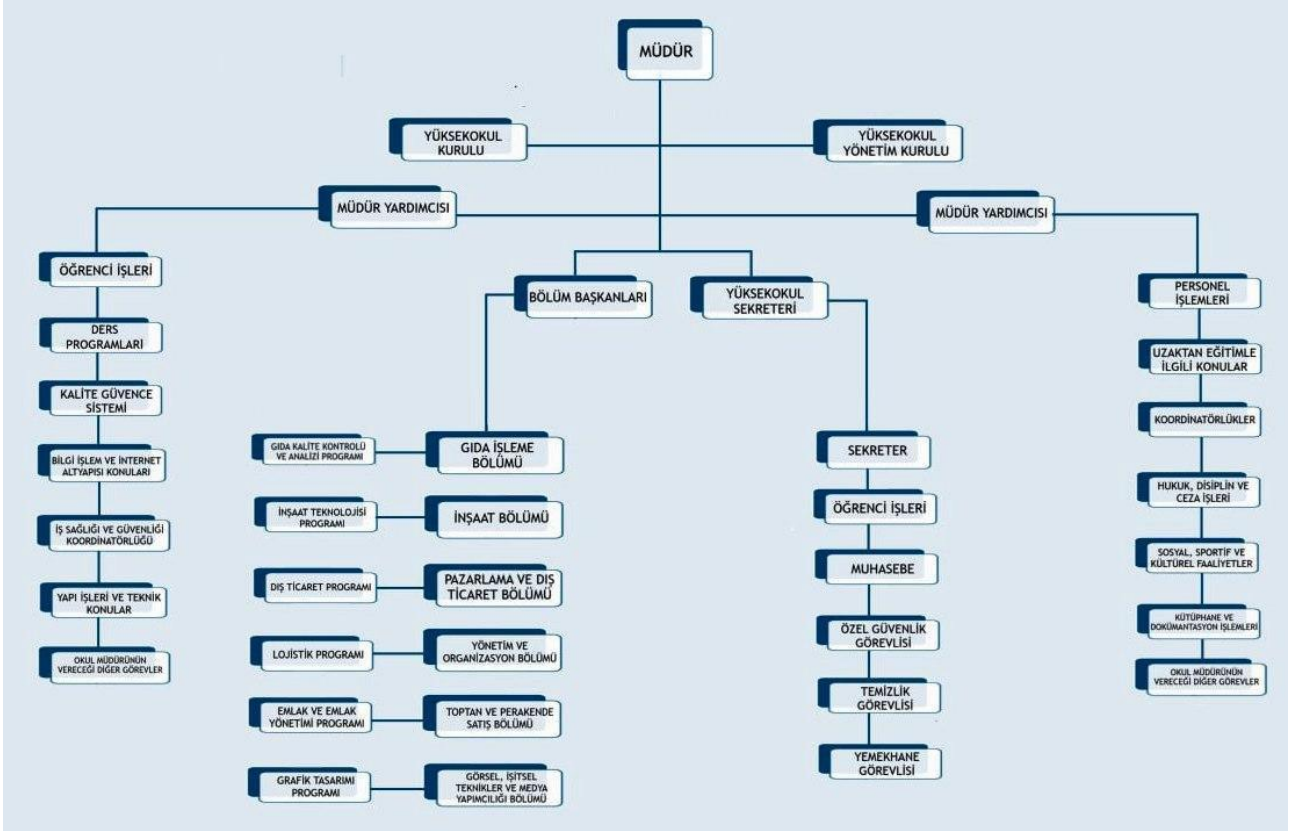 MÜDÜR
YÜKSEKOKUL
KURULU
YÜKSEKOKUL
YÖNETİM KURULU
MÜDÜR YARDIMCISI
MÜDÜR YARDIMCISI
ÖĞRENCİ İŞLERİ
DERS
PROGRAMLARI
KALİTE GÜVENCE
SİSTEMİ
BİLGİ İŞLEM VE İNTERNET
ALTYAPISI KONULARI
İŞ SAĞLIĞI VE GÜVENLİĞİ
KOORDİNATÖRLÜĞÜ
YAPI İŞLERİ VE TEKNİK
KONULAR
OKUL MÜDÜRÜNÜN
VERECEĞİ DİĞER GÖREVLER
BÖLÜM BAŞKANLARI
GIDA İŞLEME
BÖLÜMÜ
GIDA KALİTE KONTROLÜ
VE ANALİZİ PROGRAMI
İNŞAAT BÖLÜMÜ
İNŞAAT TEKNOLOJİSİ
PROGRAMI
PAZARLAMA VE DIŞ
TİCARET BÖLÜMÜ
DIŞ TİCARET PROGRAMI
YÖNETİM VE
ORGANİZASYON BÖLÜMÜ
LOJİSTİK PROGRAMI
TOPTAN VE PERAKENDE
SATIŞ BÖLÜMÜ
EMLAK VE EMLAK
YÖNETİMİ PROGRAMI
GÖRSEL, İŞİTSEL
TEKNİKLER VE MEDYA
YAPIMCILIĞI BÖLÜMÜ
GRAFİK TASARIMI
PROGRAMI
YÜKSEKOKUL
SEKRETERİ
SEKRETER
ÖĞRENCİ İŞLERİ
MUHASEBE
ÖZEL GÜVENLİK
GÖREVLİSİ
TEMİZLİK
GÖREVLİSİ
YEMEKHANE
GÖREVLİSİ
PERSONEL
İŞLEMLERİ
UZAKTAN EĞİTİMLE
İLGİLİ KONULAR
KOORDİNATÖRLÜKLER
HUKUK, DİSİPLİN VE
CEZA İŞLERİ
SOSYAL, SPORTİF VE
KÜLTÜREL FAALİYETLER
KÜTÜPHANE VE
DOKÜMANTASYON İŞLEMLERİ
OKUL MÜDÜRÜNÜN
VERECEĞİ DİĞER GÖREVLER